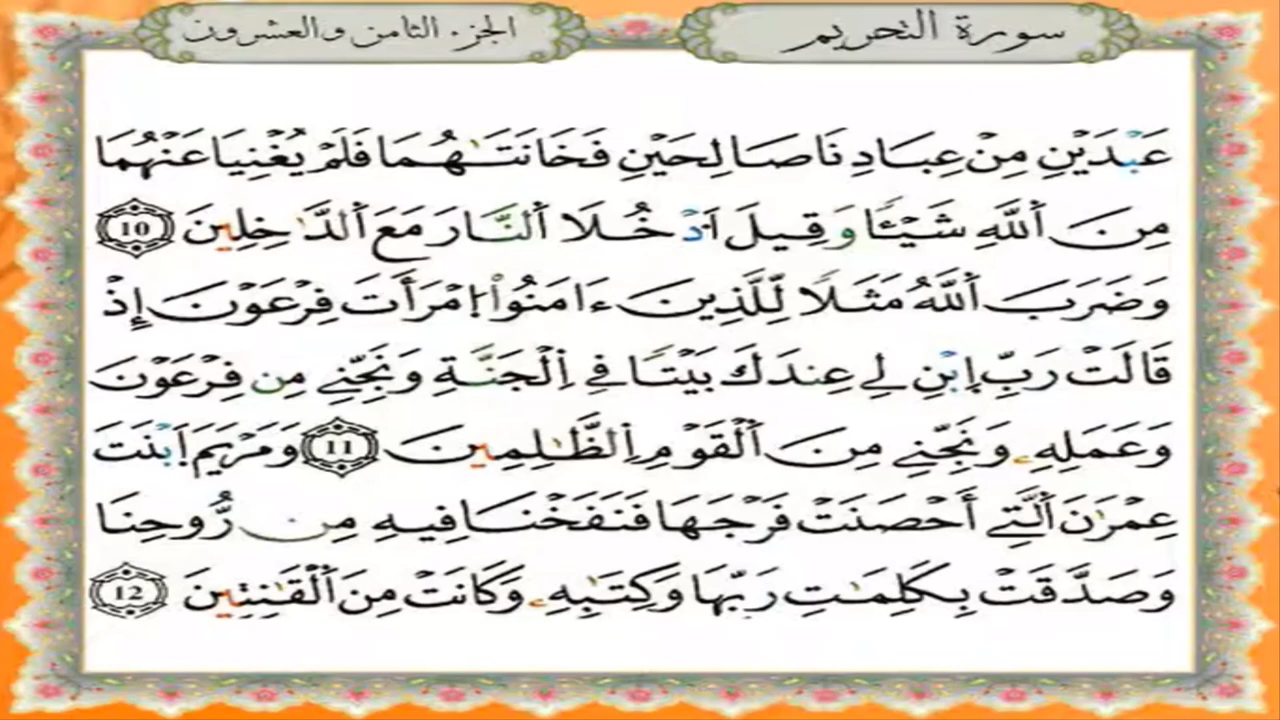 سورة التحريم
الجزء الثامن والعشرون
عَبْدَيْنِ مِنْ عِبَادِنَا صَالِحَيْنِ فَخَانَتَٰهُمَا فَلَمْ يُغْنِيَا عَنْهُمَا
مِنَ ٱللَّهِ شَيْـًٔا وَقِيلَ ٱدْخُلَا ٱلنَّارَ مَعَ ٱلدَّٰخِلِينَ 10
وَضَرَبَ ٱللَّهُ مَثَلًا لِّلَّذِينَ ءَامَنُواْ ٱمْرَأَتَ فِرْعَوْنَ إِذْ
قَالَتْ رَبِّ ٱبْنِ لِے عِندَكَ بَيْتًا فِے ٱلْجَنَّةِ وَنَجِّنِے مِن فِرْعَوْنَ
وَعَمَلِهِۦ وَنَجِّنِے مِنَ ٱلْقَوْمِ ٱلظَّٰلِمِينَ 11 وَمَرْيَمَ ٱبْنَتَ
عِمْرَٰنَ ٱلَّتِے أَحْصَنَتْ فَرْجَهَا فَنَفَخْنَا فِيهِ مِن رُّوحِنَا
وَصَدَّقَتْ بِكَلِمَٰتِ رَبِّهَا وَكِتَٰبِهِۦ وَكَانَتْ مِنَ ٱلْقَٰنِتِينَ 12